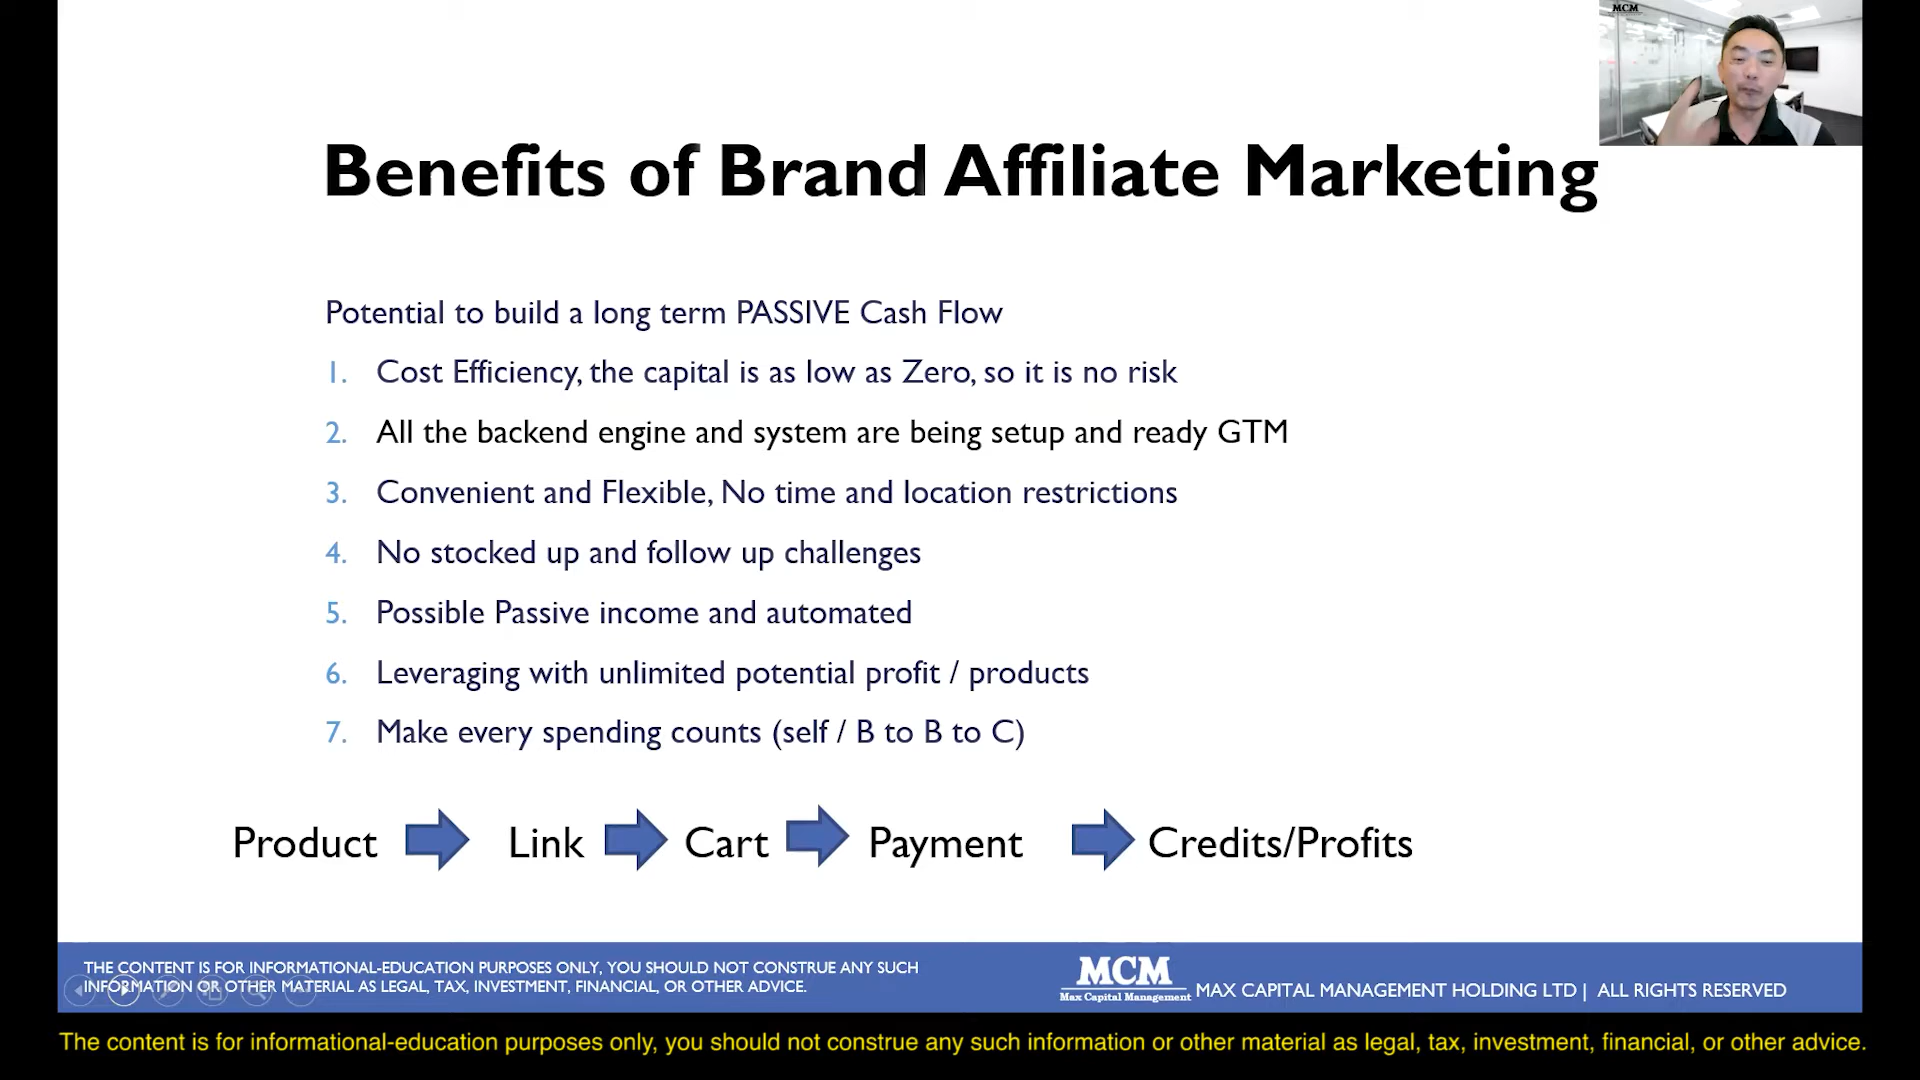 MCM
Benefits of Brand Affiliate Marketing
Potential to build a long term PASSIVE Cash Flow
1. Cost Efficiency, the capital is as low as Zero, so it is no risk
2. All the backend engine and system are being setup and ready GTM
3. Convenient and Flexible, No time and location restrictions
4. No stocked up and follow up challenges
5. Possible Passive income and automated
6. Leveraging with unlimited potential profit / products
7. Make every spending counts (self / B to B to C)
Product Link Cart Payment Credits/Profits
THE CONTENT IS FOR INFORMATIONAL-EDUCATION PURPOSES ONLY, YOU SHOULD NOT CONSTRUE ANY SUCH
INFORMATION OR OTHER MATERIAL AS LEGAL, TAX, INVESTMENT, FINANCIAL, OR OTHER ADVICE.
MCM
Max Capital Management
MAX CAPITAL MANAGEMENT HOLDING LTD | ALL RIGHTS RESERVED
The content is for informational-education purposes only, you should not construe any such information or other material as legal, tax, investment, financial, or other advice.